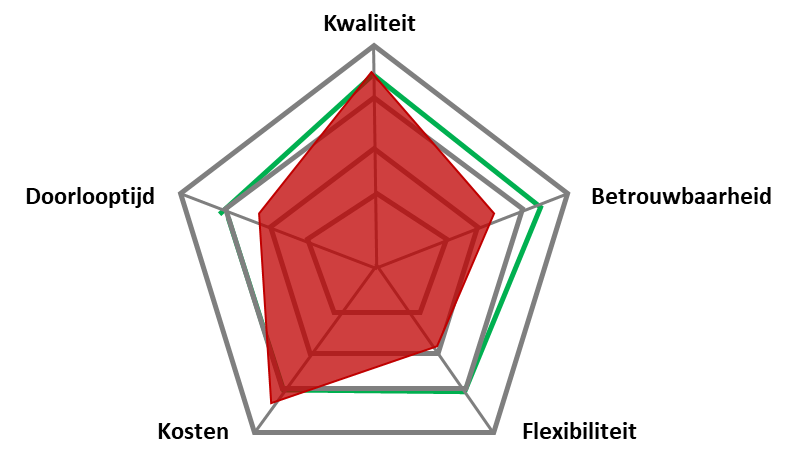 Kwaliteit
Doorlooptijd
Betrouwbaarheid
Kosten
Flexibiliteit